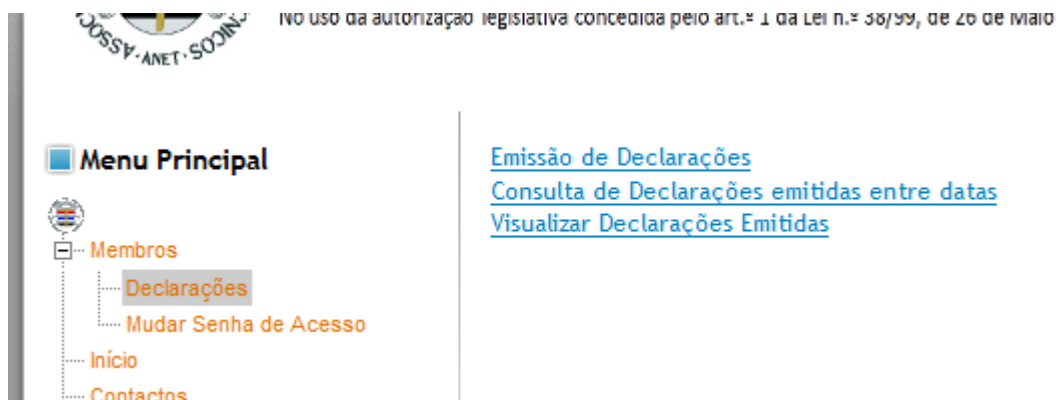 No uso da autorização legislativa concedida pelo art.º 1 da Lei n.º 38/99, de 26 de Maio
ASSOC
ANET
NICOS
Menu Principal
Membros
Declarações
Mudar Senha de Acesso
Início
Contactos
Emissão de Declarações
Consulta de Declarações emitidas entre datas
Visualizar Declarações Emitidas